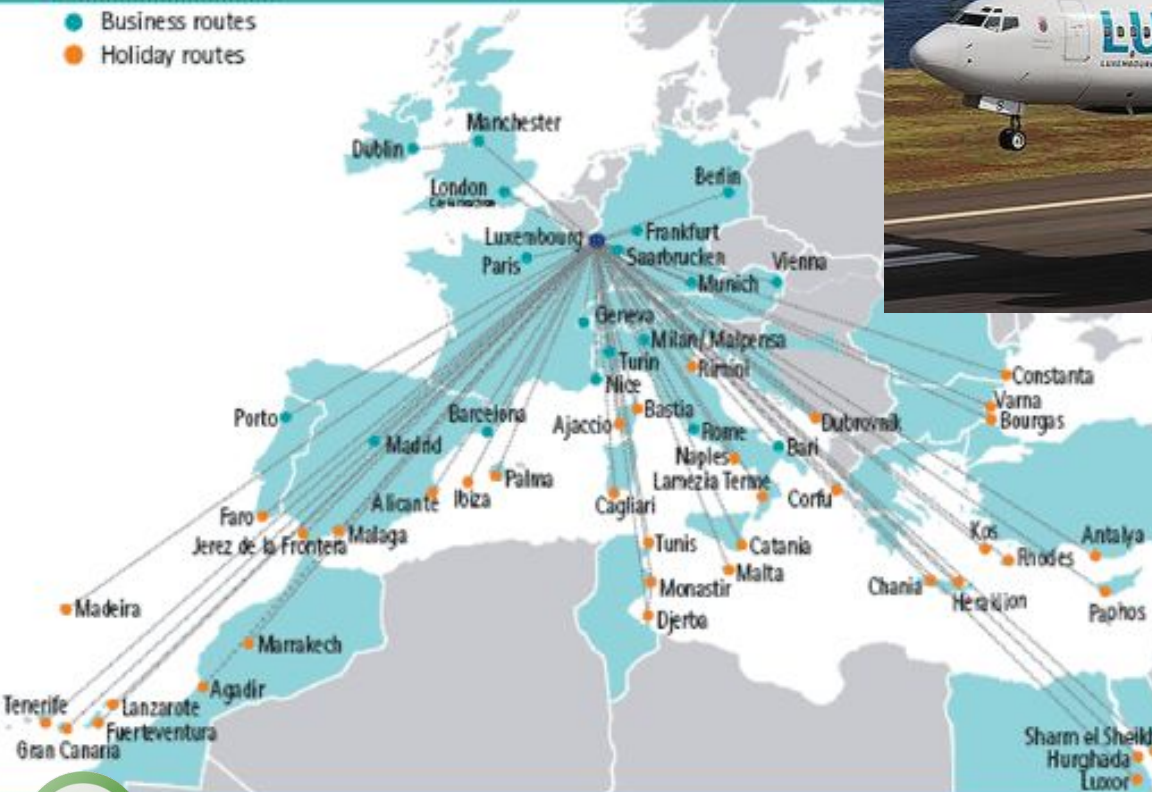 Business routes
Holiday routes
LU
Manchester
Dublin
London
Berlin
Luxembourg
Frankfurt
Paris
Saarbrucken
Vienna
Munich
Geneva
Milan/Malpensa
Turin
Rimini
Nice
Constanta
Varna
Bourgas
Porto
Barcelona
Bastia
Ajaccio
Dubrovnik
Madrid
Rome
Bari
Naples
Palma
Lamezia Terme
Alicante
Ibiza
Cagliari
Corfu
Faro
Jerez de la Frontera
Malaga
Tunis
Catania
Kos
Antalya
Rhodes
Malta
Monastir
Chania
Heraklion
Paphos
Madeira
Djerba
Marrakech
Agadir
Tenerife
Lanzarote
Fuerteventura
Gran Canaria
Sharm el Sheik
Hurghada
Luxor